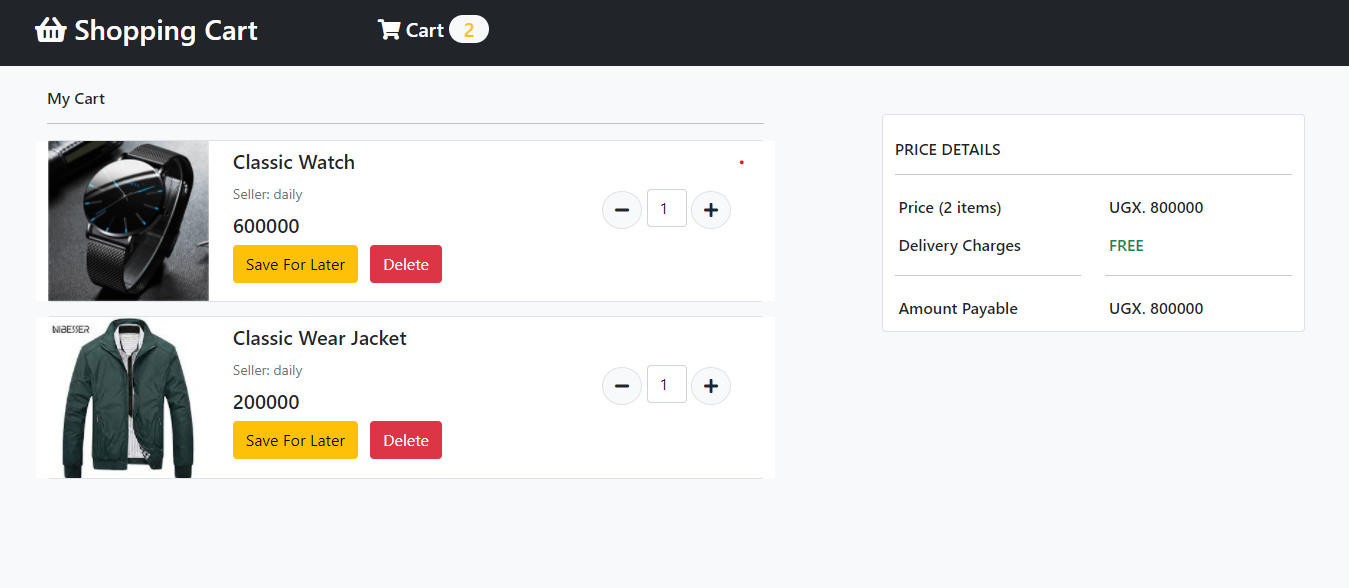 Shopping Cart
Cart 2
My Cart
Classic Watch
Seller: daily
600000
Save For Later Delete
1
NIBESSER
Classic Wear Jacket
Seller: daily
200000
Save For Later Delete
1
PRICE DETAILS
Price (2 items) UGX. 800000
Delivery Charges FREE
Amount Payable UGX. 800000